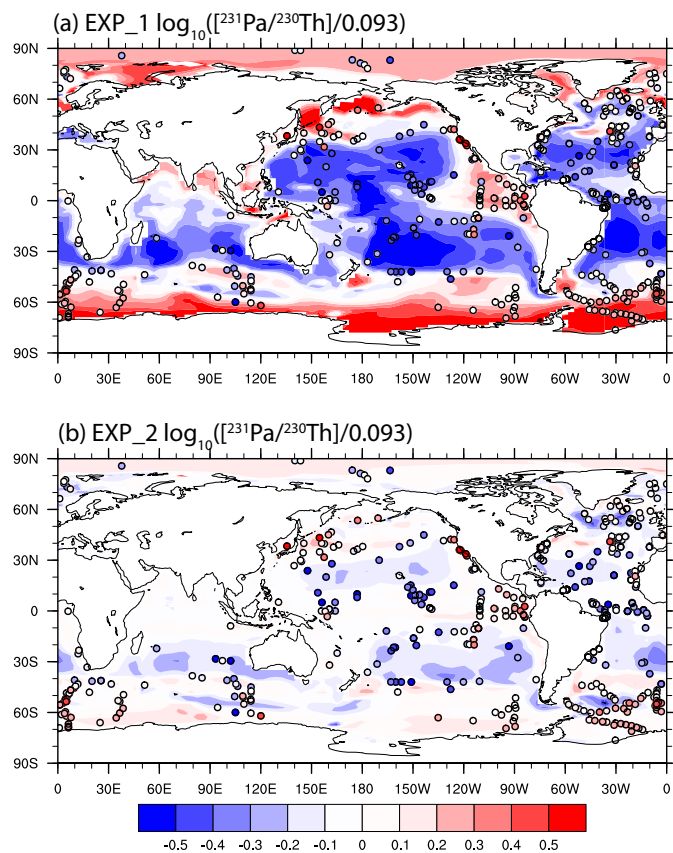 (a) EXP_1 log₁₀([²³¹Pa/²³⁰Th]/0.093)
90N
60N
30N
0
30S
60S
90S
0 30E 60E 90E 120E 150E 180 150W 120W 90W 60W 30W 0
(b) EXP_2 log₁₀([²³¹Pa/²³⁰Th]/0.093)
90N
60N
30N
0
30S
60S
90S
0 30E 60E 90E 120E 150E 180 150W 120W 90W 60W 30W 0
-0.5 -0.4 -0.3 -0.2 -0.1 0 0.1 0.2 0.3 0.4 0.5